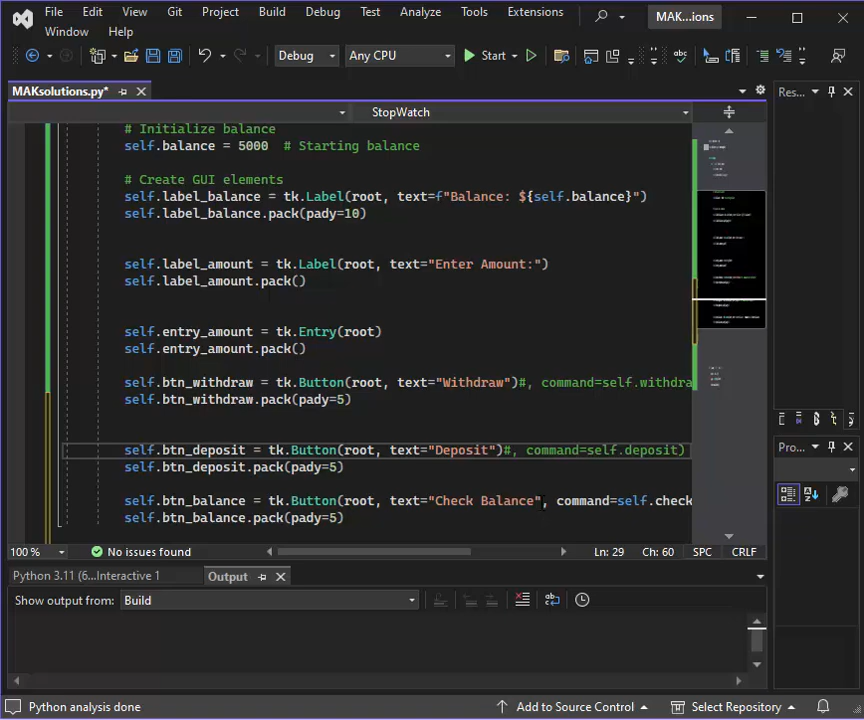 File Edit View Git Project Build Debug Test Analyze Tools Extensions
MAK...ions
Window Help
Debug Any CPU Start
MAKsolutions.py*
Res...
StopWatch
# Initialize balance
self.balance = 5000  # Starting balance
# Create GUI elements
self.label_balance = tk.Label(root, text=f"Balance: ${self.balance}")
self.label_balance.pack(pady=10)
self.label_amount = tk.Label(root, text="Enter Amount:")
self.label_amount.pack()
self.entry_amount = tk.Entry(root)
self.entry_amount.pack()
self.btn_withdraw = tk.Button(root, text="Withdraw")#, command=self.withdra
self.btn_withdraw.pack(pady=5)
self.btn_deposit = tk.Button(root, text="Deposit")#, command=self.deposit)
self.btn_deposit.pack(pady=5)
self.btn_balance = tk.Button(root, text="Check Balance", command=self.check
self.btn_balance.pack(pady=5)
Pro...
100 % No issues found Ln: 29 Ch: 60 SPC CRLF
Python 3.11 (6...Interactive 1 Output
Show output from: Build
Python analysis done Add to Source Control Select Repository